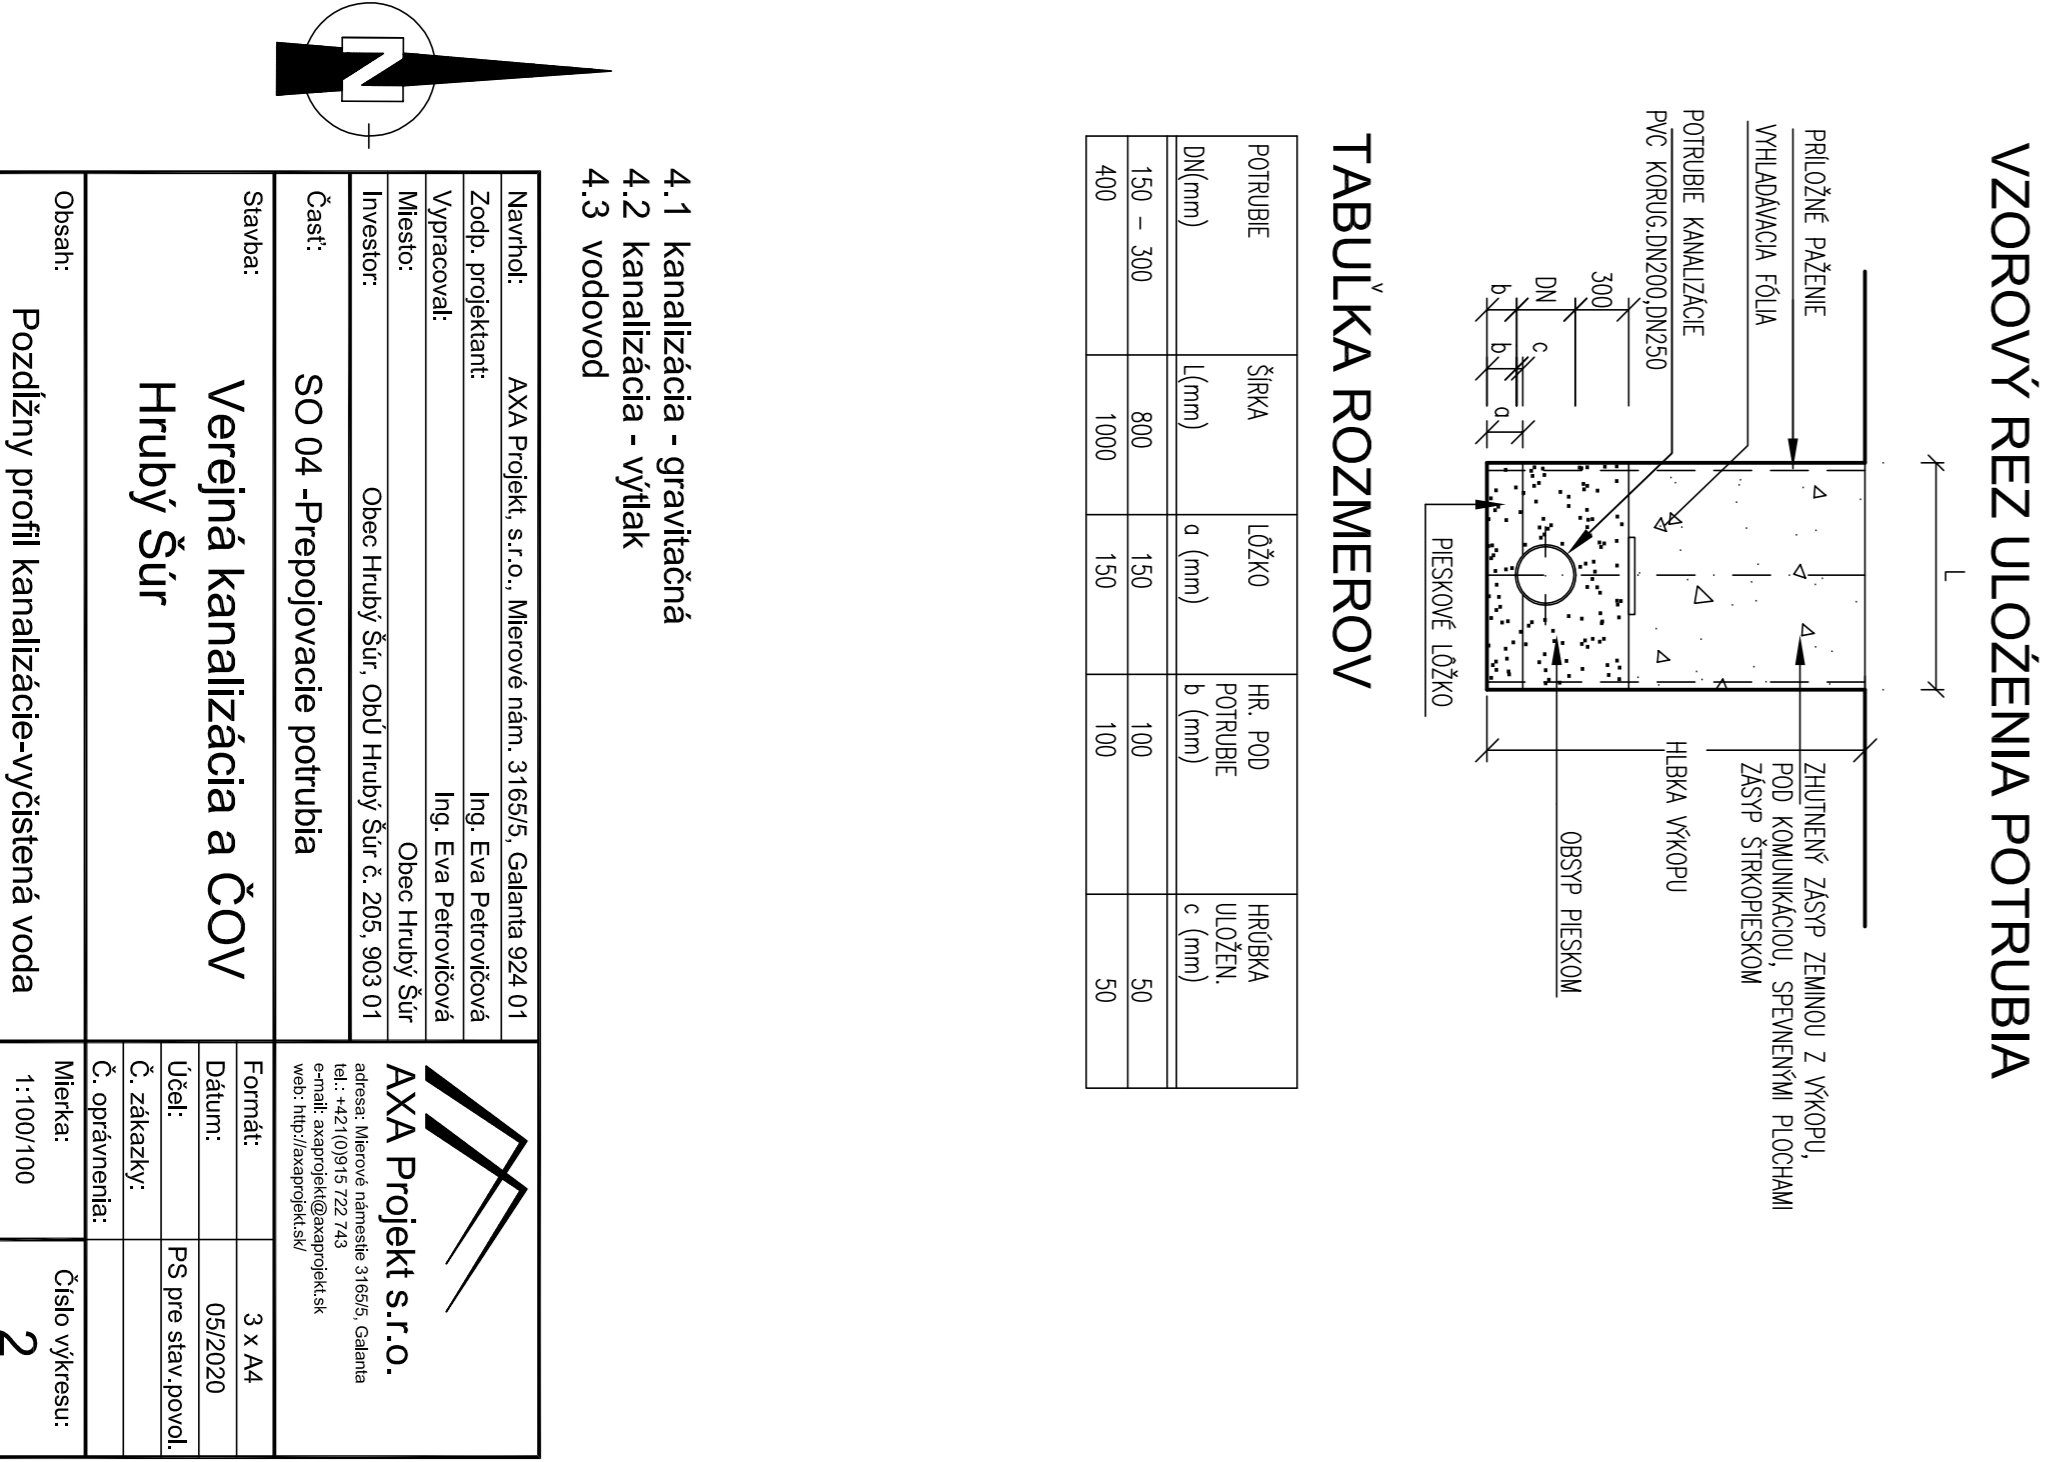 VZOROVÝ REZ ULOŹENIA POTRUBIA
L
PRÍLOŽNÉ PAŽENIE
VYHLADÁVACIA FÓLIA
POTRUBIE KANALIZÁCIE
PVC KORUG.DN200,DN250
300
DN
b
c
b
a
ZHUTNENÝ ZÁSYP ZEMINOU Z VÝKOPU,
POD KOMUNIKÁCIOU, SPEVNENÝMI PLOCHAMI
ZÁSYP ŠTRKOPIESKOM
HLBKA VÝKOPU
OBSYP PIESKOM
PIESKOVÉ LÔŽKO
TABUĽKA ROZMEROV
POTRUBIE ŠÍRKA LÔŽKO HR. POD HRÚBKA
POTRUBIE ULOŽEN.
DN(mm) L(mm) a (mm) b (mm) c (mm)
150 - 300 800 150 100 50
400 1000 150 100 50
4.1 kanalizácia - gravitačná
4.2 kanalizácia - výtlak
4.3 vodovod
N
Navrhol: AXA Projekt, s.r.o., Mierové nám. 3165/5, Galanta 924 01
Zodp. projektant: Ing. Eva Petrovičová
Vypracoval: Ing. Eva Petrovičová
Miesto: Obec Hrubý Šúr
Investor: Obec Hrubý Šúr, ObÚ Hrubý Šúr č. 205, 903 01
Časť: SO 04 -Prepojovacie potrubia
Stavba: Verejná kanalizácia a ČOV
Hrubý Šúr
Obsah: Pozdĺžny profil kanalizácie-vyčistená voda
AXA Projekt s.r.o.
adresa: Mierové námestie 3165/5, Galanta
tel.: +421(0)915 722 743
e-mail: axaprojekt@axaprojekt.sk
web: http://axaprojekt.sk/
Formát: 3 x A4
Dátum: 05/2020
Účel: PS pre stav.povol.
Č. zákazky:
Č. oprávnenia:
Mierka: Číslo výkresu:
1:100/100 2